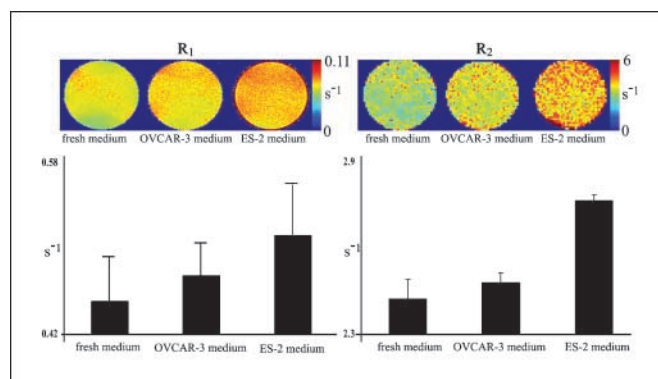 R1 R2
0.11 6
s-1 s-1
0 0
fresh medium OVCAR-3 medium ES-2 medium fresh medium OVCAR-3 medium ES-2 medium
0.58 2.9
s-1 s-1
0.42 2.3
fresh medium OVCAR-3 medium ES-2 medium fresh medium OVCAR-3 medium ES-2 medium